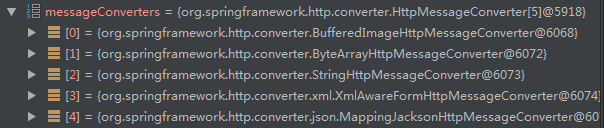 messageConverters = {org.springframework.http.converter.HttpMessageConverter[5]@5918}
[0] = {org.springframework.http.converter.BufferedImageHttpMessageConverter@6068}
[1] = {org.springframework.http.converter.ByteArrayHttpMessageConverter@6072}
[2] = {org.springframework.http.converter.StringHttpMessageConverter@6073}
[3] = {org.springframework.http.converter.xml.XmlAwareFormHttpMessageConverter@6074}
[4] = {org.springframework.http.converter.json.MappingJacksonHttpMessageConverter@607